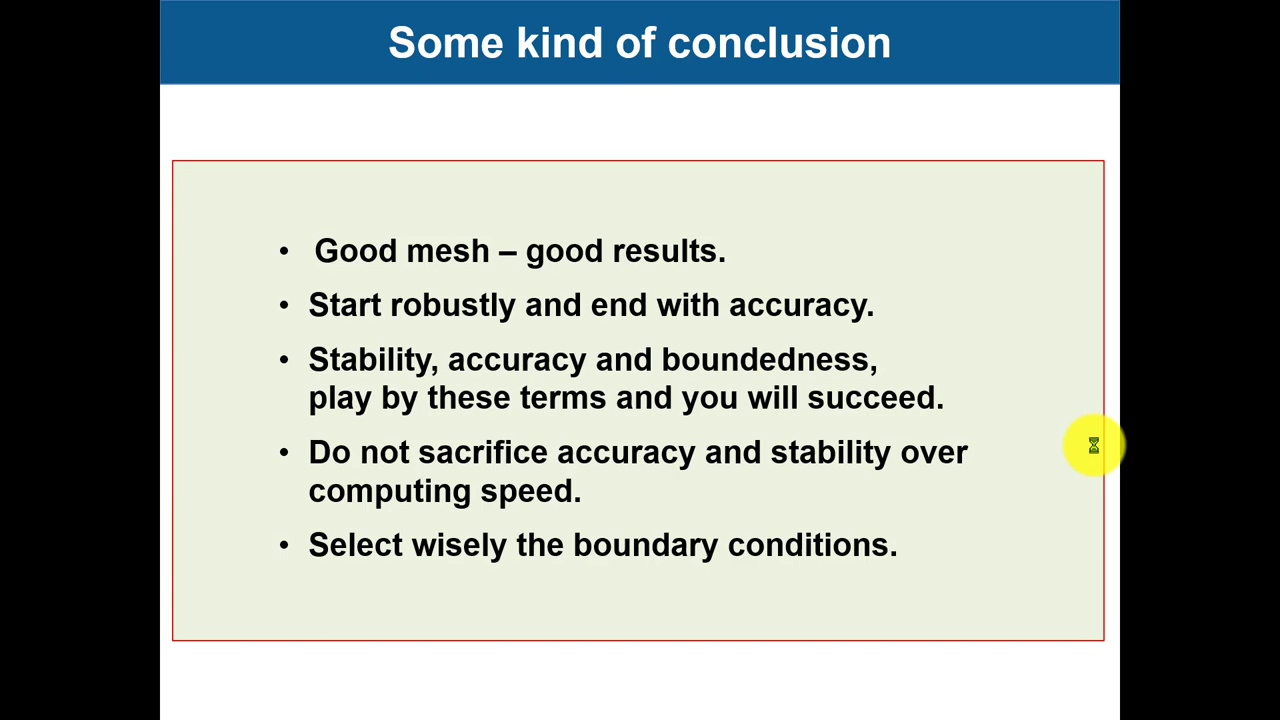 Some kind of conclusion
• Good mesh – good results.
• Start robustly and end with accuracy.
• Stability, accuracy and boundedness,
play by these terms and you will succeed.
• Do not sacrifice accuracy and stability over
computing speed.
• Select wisely the boundary conditions.